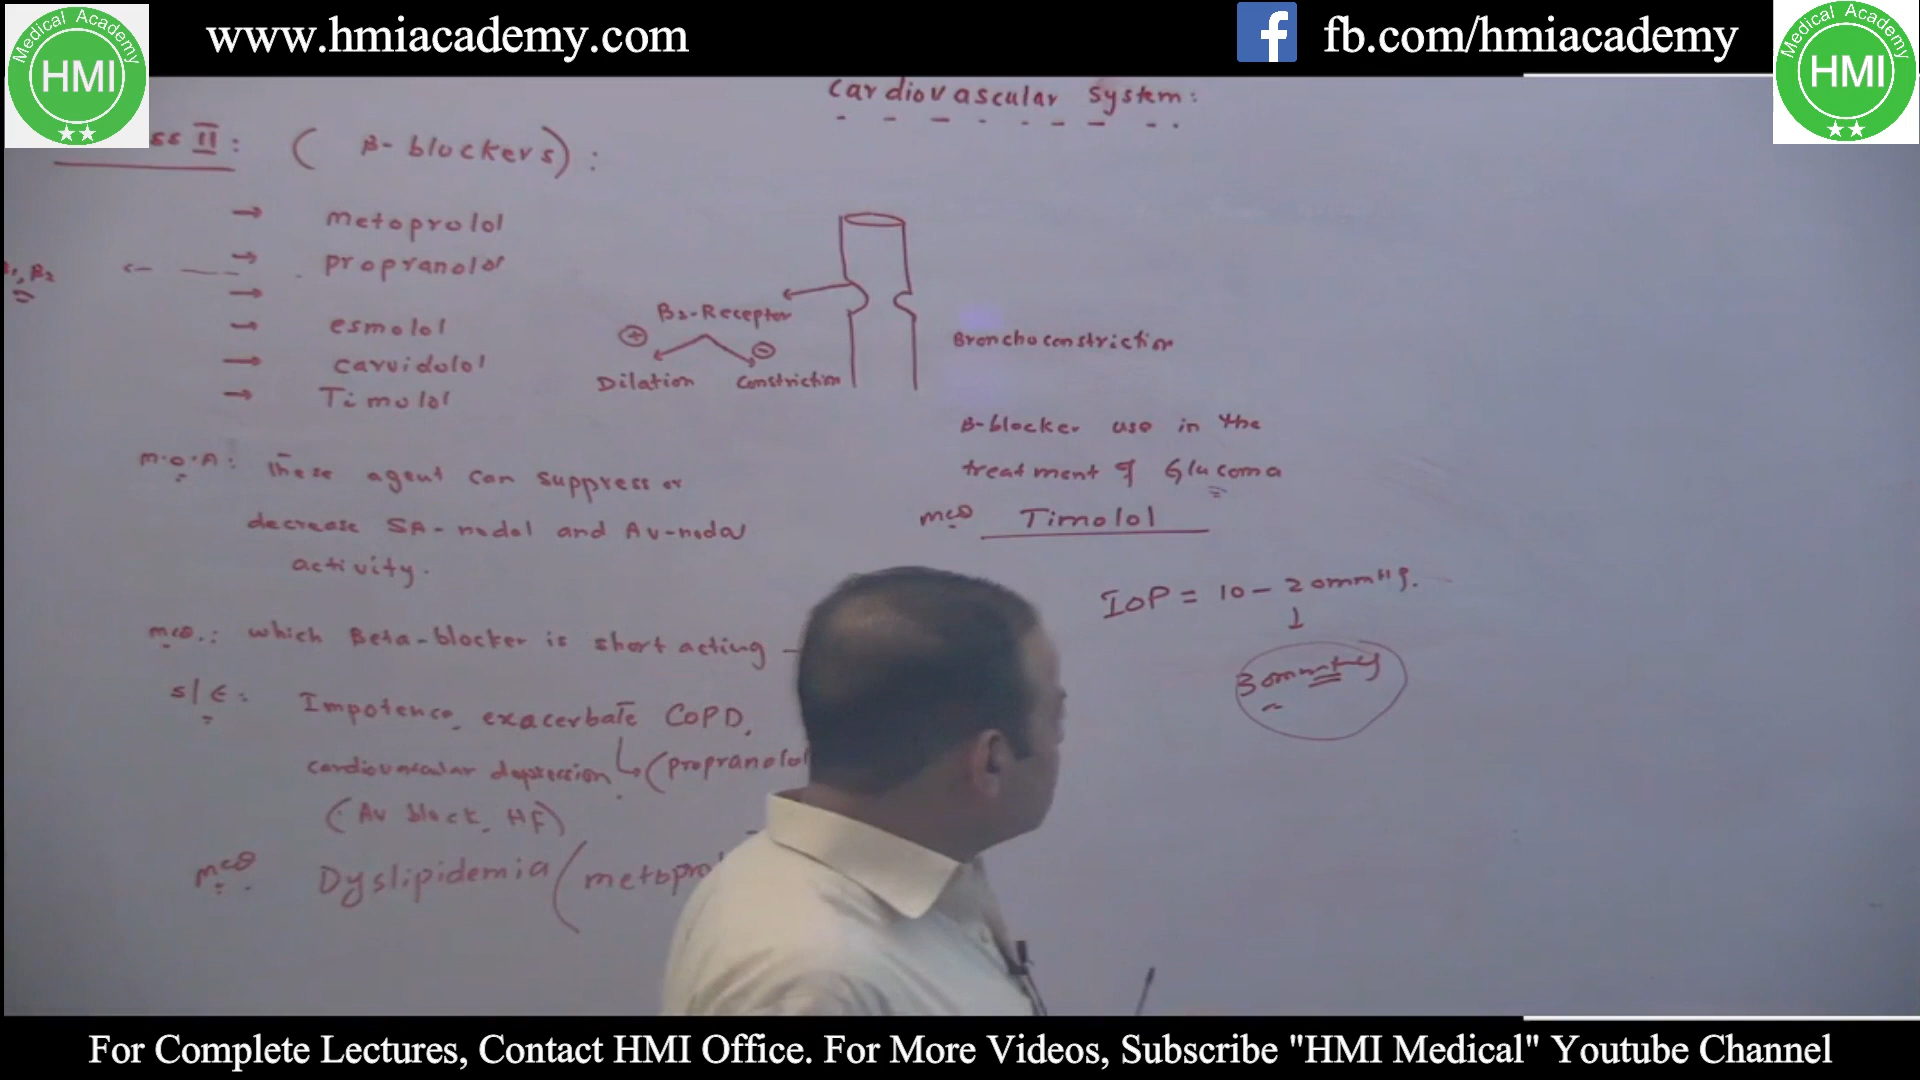 www.hmiacademy.com
fb.com/hmiacademy
Medical Academy
HMI
Medical Academy
HMI
Cardiovascular System:
ss II : ( B-blockers) :
→ metoprolol
→ propranolol
B1, B2
→
→ esmolol
→ carvidolol
→ Timolol
B2-Receptor
+ -
Dilation Constriction
Bronchoconstriction
M.O.A: These agent can suppress or
decrease SA-nodal and Av-nodal
activity.
B-blocker use in the
treatment of Glucoma
mcQ Timolol
IOP = 10-20mmHg.
↓
30mmHg
mcQ.: which Beta-blocker is short acting -
S/E: Impotence, exacerbate COPD,
(propranolol
cardiovascular depression
(Av block, HF)
mcQ Dyslipidemia (metopro
For Complete Lectures, Contact HMI Office. For More Videos, Subscribe "HMI Medical" Youtube Channel